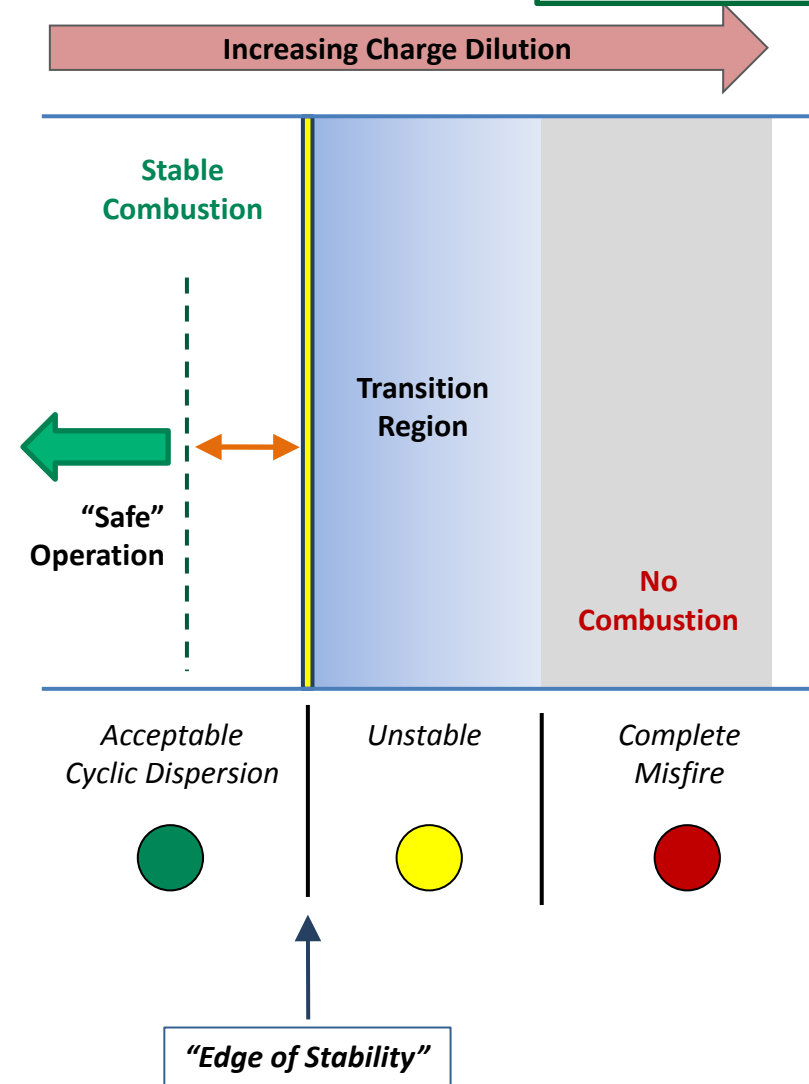 Increasing Charge Dilution
Stable
Combustion
Transition
Region
“Safe”
Operation
No
Combustion
Acceptable
Cyclic Dispersion
Unstable
Complete
Misfire
“Edge of Stability”